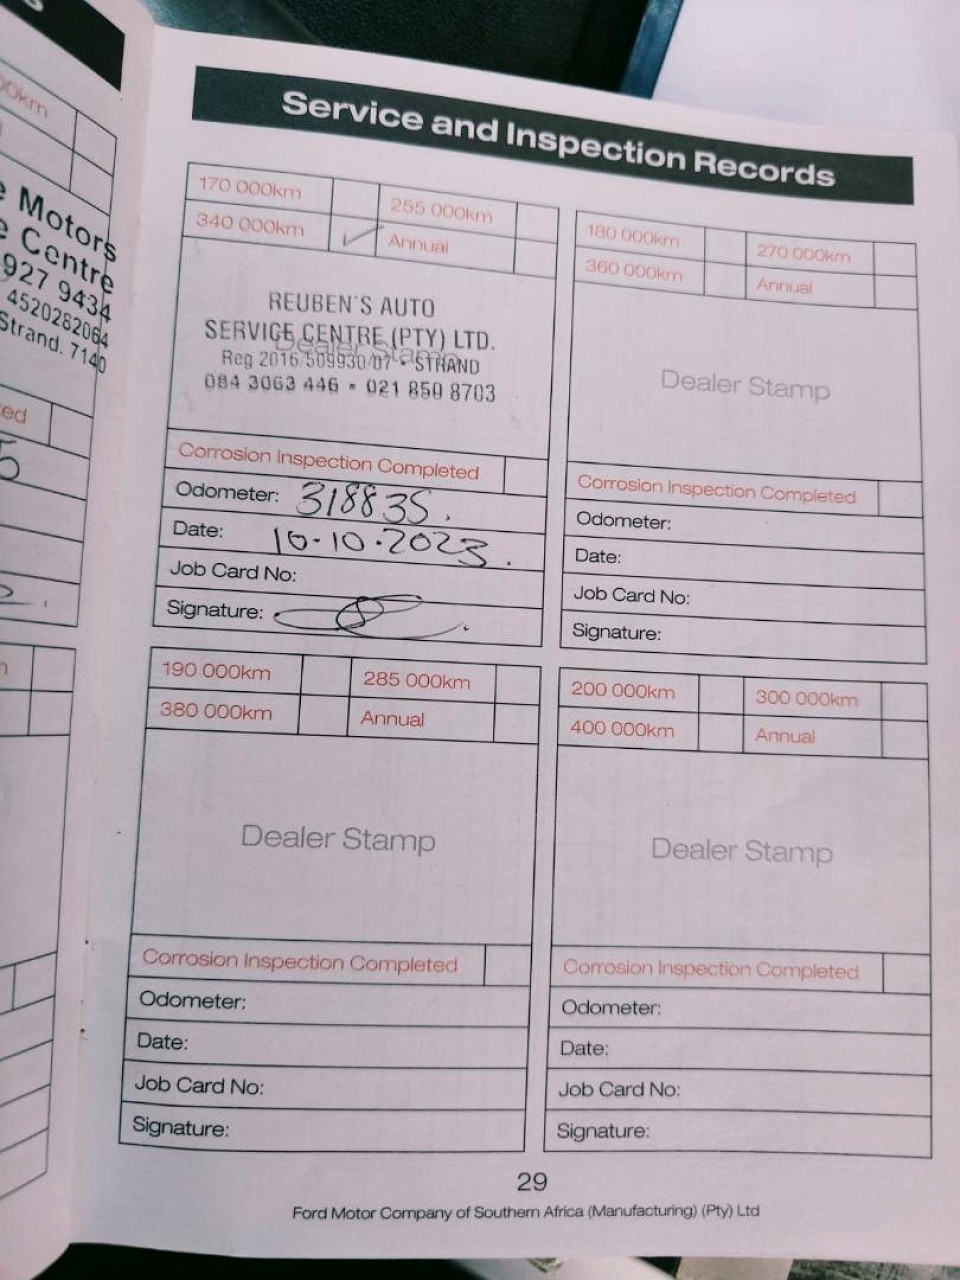 00km
e Motors
e Centre
927 9434
4520282064
Strand. 7140
ed
5
Service and Inspection Records
170 000km
255 000km
340 000km
Annual
REUBEN'S AUTO
SERVICE CENTRE (PTY) LTD.
Dealer Stamp
Reg 2016/509930/07 • STRAND
084 3063 446 • 021 850 8703
Corrosion Inspection Completed
Odometer: 318835.
Date: 10-10-2023.
Job Card No:
Signature:
180 000km
270 000km
360 000km
Annual
Dealer Stamp
Corrosion Inspection Completed
Odometer:
Date:
Job Card No:
Signature:
190 000km
285 000km
380 000km
Annual
Dealer Stamp
Corrosion Inspection Completed
Odometer:
Date:
Job Card No:
Signature:
200 000km
300 000km
400 000km
Annual
Dealer Stamp
Corrosion Inspection Completed
Odometer:
Date:
Job Card No:
Signature:
29
Ford Motor Company of Southern Africa (Manufacturing) (Pty) Ltd